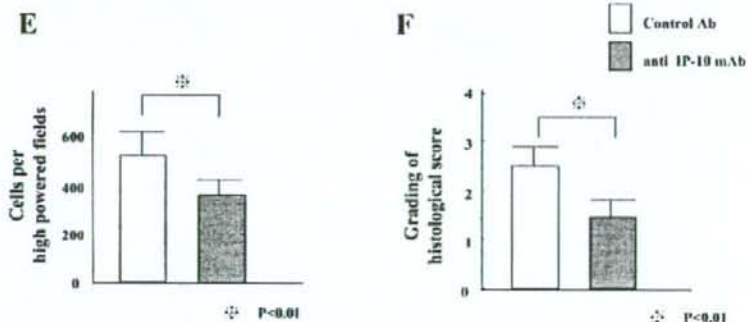 E
F
Control Ab
anti IP-10 mAb
Cells per
high powered fields
600
400
200
0
※
※ P<0.01
Grading of
histological score
4
3
2
1
0
※
※ P<0.01